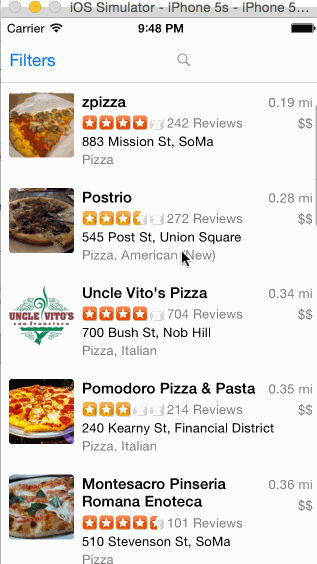 iOS Simulator - iPhone 5s - iPhone 5...
Carrier 9:48 PM
Filters
zpizza 0.19 mi
242 Reviews $$
883 Mission St, SoMa
Pizza
Postrio 0.28 mi
272 Reviews $$
545 Post St, Union Square
Pizza, American (New)
UNCLE VITO'S
san francisco
Uncle Vito's Pizza 0.34 mi
704 Reviews $$
700 Bush St, Nob Hill
Pizza, Italian
Pomodoro Pizza & Pasta 0.35 mi
214 Reviews $$
240 Kearny St, Financial District
Pizza, Italian
Montesacro Pinseria 0.36 mi
Romana Enoteca $$
101 Reviews
510 Stevenson St, SoMa
Pizza